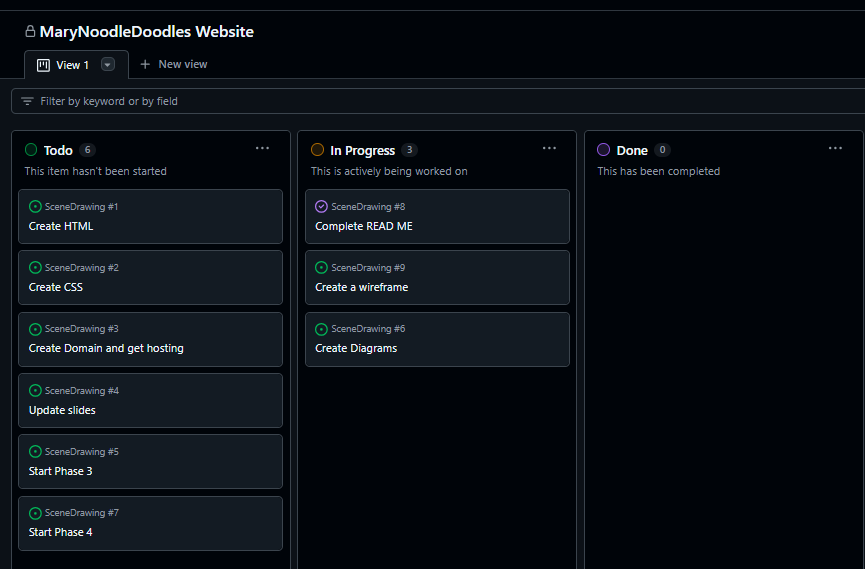 MaryNoodleDoodles Website
View 1
New view
Filter by keyword or by field
Todo 6
This item hasn't been started
SceneDrawing #1
Create HTML
SceneDrawing #2
Create CSS
SceneDrawing #3
Create Domain and get hosting
SceneDrawing #4
Update slides
SceneDrawing #5
Start Phase 3
SceneDrawing #7
Start Phase 4
In Progress 3
This is actively being worked on
SceneDrawing #8
Complete READ ME
SceneDrawing #9
Create a wireframe
SceneDrawing #6
Create Diagrams
Done 0
This has been completed